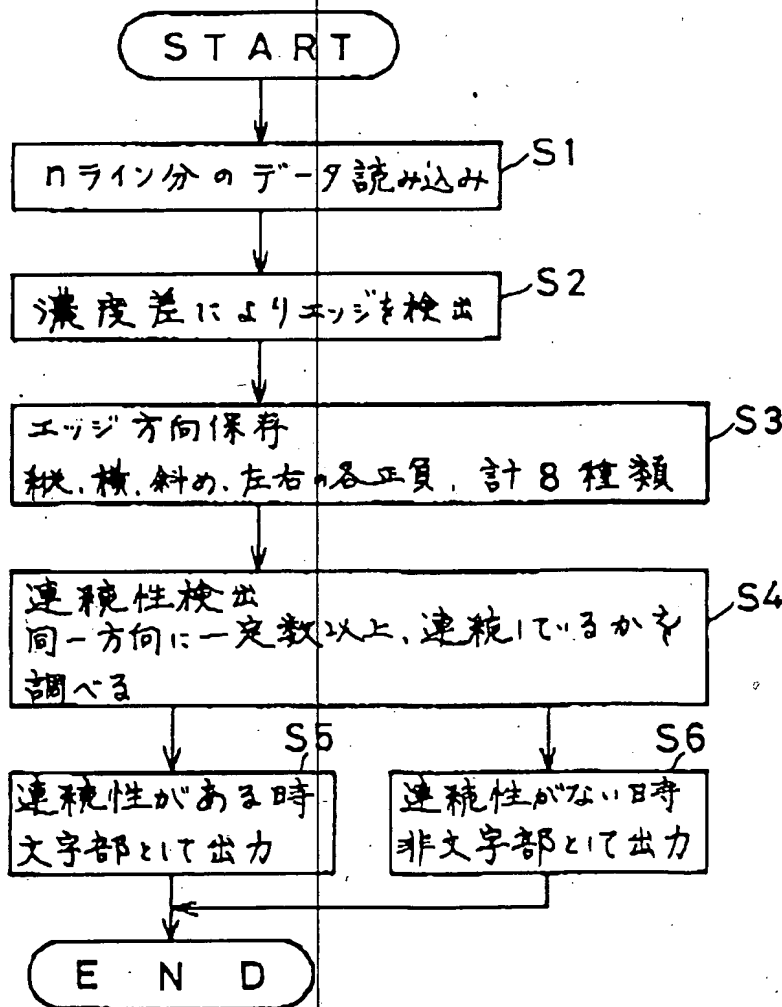 START
nライン分のデータ読み込み
S1
濃度差によりエッジを検出
S2
エッジ方向保存
縦、横、斜め、左右の各正負、計8種類
S3
連続性検出
同一方向に一定数以上、連続しているかを
調べる
S4
S5
連続性がある時
文字部として出力
S6
連続性がない時
非文字部として出力
END